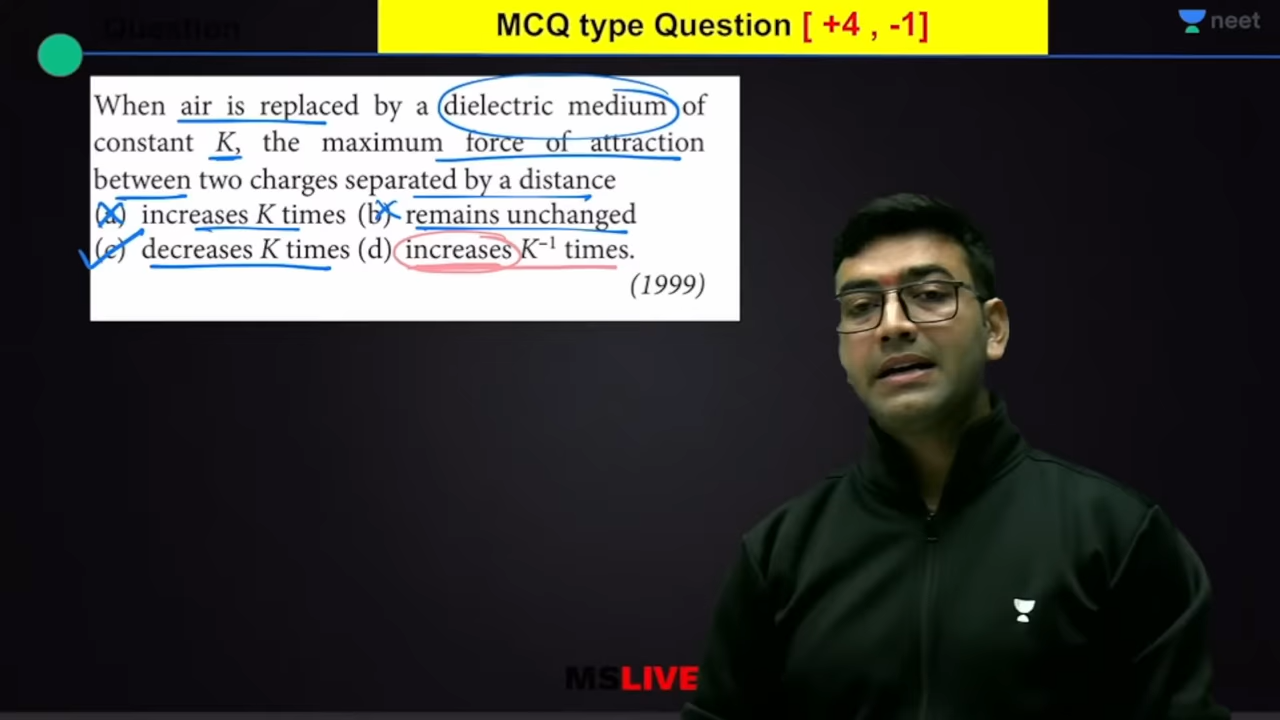 Question
MCQ type Question [ +4 , -1]
neet
When air is replaced by a dielectric medium of
constant K, the maximum force of attraction
between two charges separated by a distance
(a) increases K times (b) remains unchanged
(c) decreases K times (d) increases K⁻¹ times.
(1999)
MSLIVE